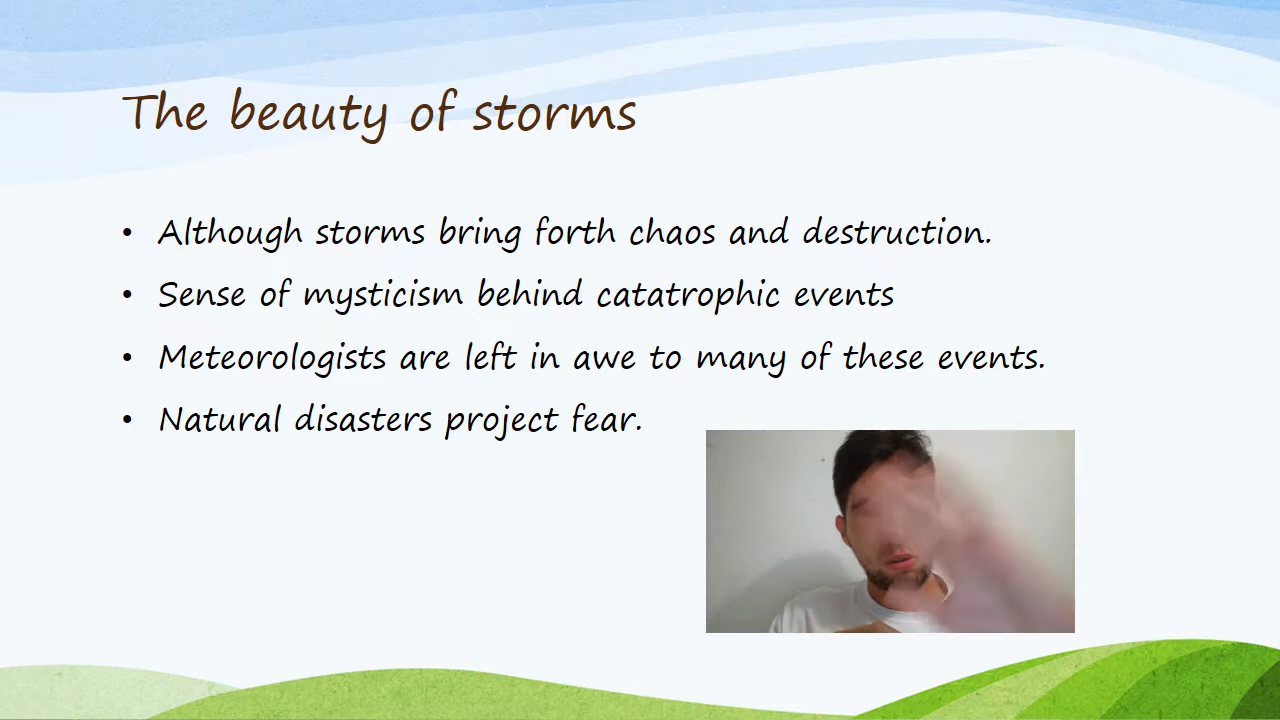 The beauty of storms
• Although storms bring forth chaos and destruction.
• Sense of mysticism behind catatrophic events
• Meteorologists are left in awe to many of these events.
• Natural disasters project fear.